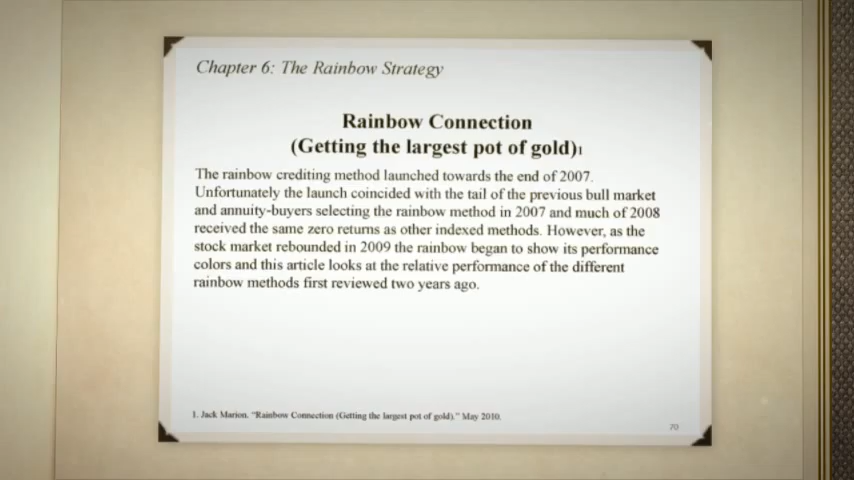 Chapter 6: The Rainbow Strategy
Rainbow Connection
(Getting the largest pot of gold)1
The rainbow crediting method launched towards the end of 2007.
Unfortunately the launch coincided with the tail of the previous bull market
and annuity-buyers selecting the rainbow method in 2007 and much of 2008
received the same zero returns as other indexed methods. However, as the
stock market rebounded in 2009 the rainbow began to show its performance
colors and this article looks at the relative performance of the different
rainbow methods first reviewed two years ago.
1. Jack Marion. "Rainbow Connection (Getting the largest pot of gold)." May 2010.
70